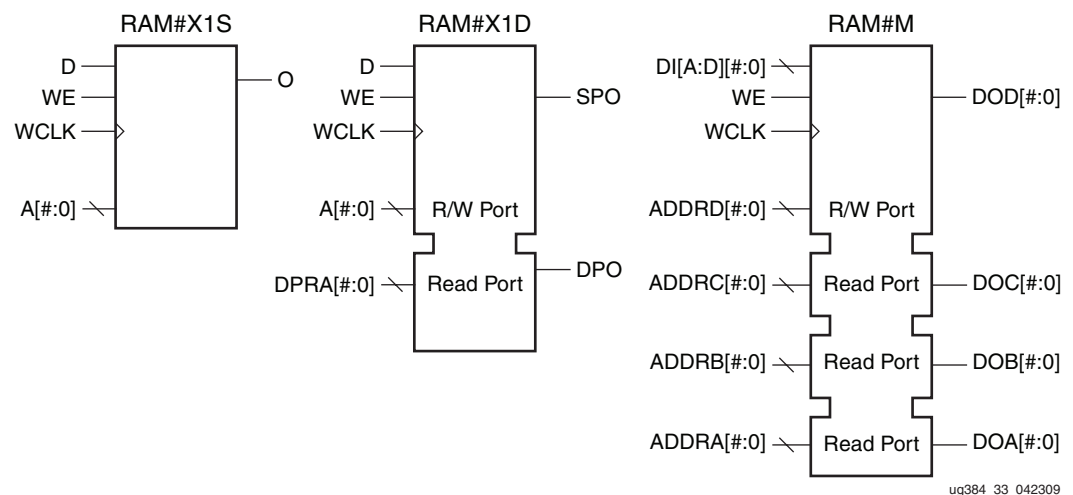 RAM#X1S
D
WE
WCLK
A[#:0]
O
RAM#X1D
D
WE
WCLK
A[#:0]
R/W Port
DPRA[#:0]
Read Port
SPO
DPO
RAM#M
DI[A:D][#:0]
WE
WCLK
ADDRD[#:0]
R/W Port
DOD[#:0]
ADDRC[#:0]
Read Port
DOC[#:0]
ADDRB[#:0]
Read Port
DOB[#:0]
ADDRA[#:0]
Read Port
DOA[#:0]
ug384_33_042309